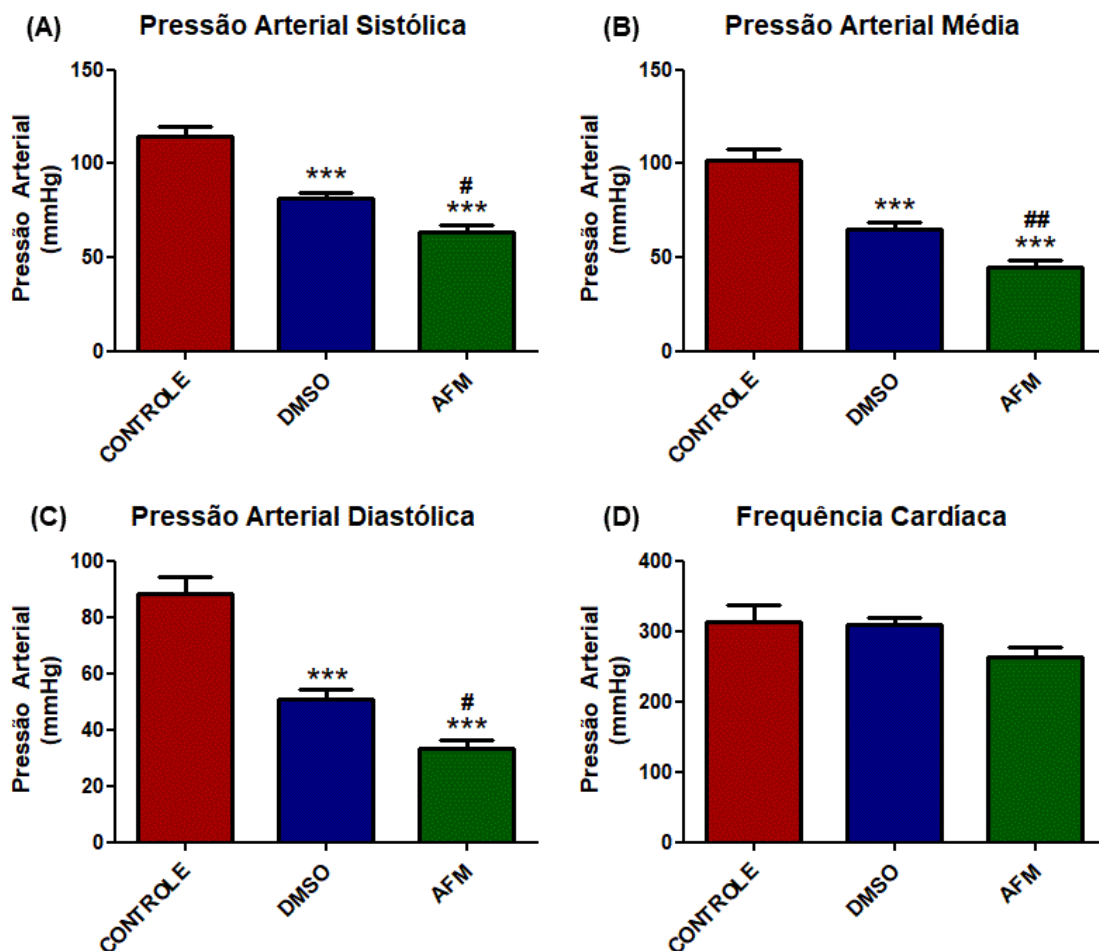 (A) Pressão Arterial Sistólica
Pressão Arterial
(mmHg)
150
100
50
0
***
#
***
CONTROLE
DMSO
AFM
(B) Pressão Arterial Média
Pressão Arterial
(mmHg)
150
100
50
0
***
##
***
CONTROLE
DMSO
AFM
(C) Pressão Arterial Diastólica
Pressão Arterial
(mmHg)
100
80
60
40
20
0
***
#
***
CONTROLE
DMSO
AFM
(D) Frequência Cardíaca
Pressão Arterial
(mmHg)
400
300
200
100
0
CONTROLE
DMSO
AFM